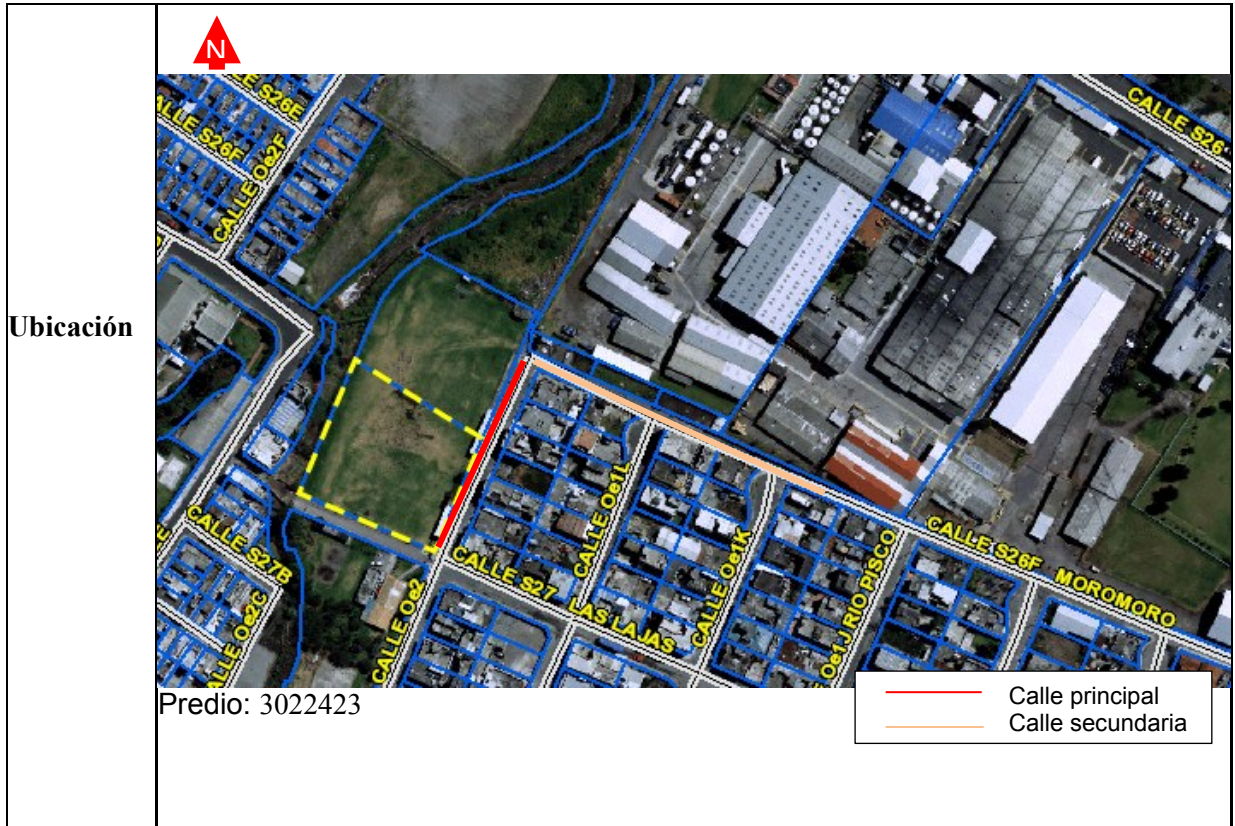 N
Ubicación
CALLE S26E
CALLE S26F
CALLE Oe2F
CALLE S26
CALLE S27B
CALLE Oe2C
CALLE Oe2
CALLE S27 LAS LAJAS
CALLE Oe1L
CALLE Oe1K
Oe1J RIO PISCO
CALLE S26F MOROMORO
Predio: 3022423
Calle principal
Calle secundaria